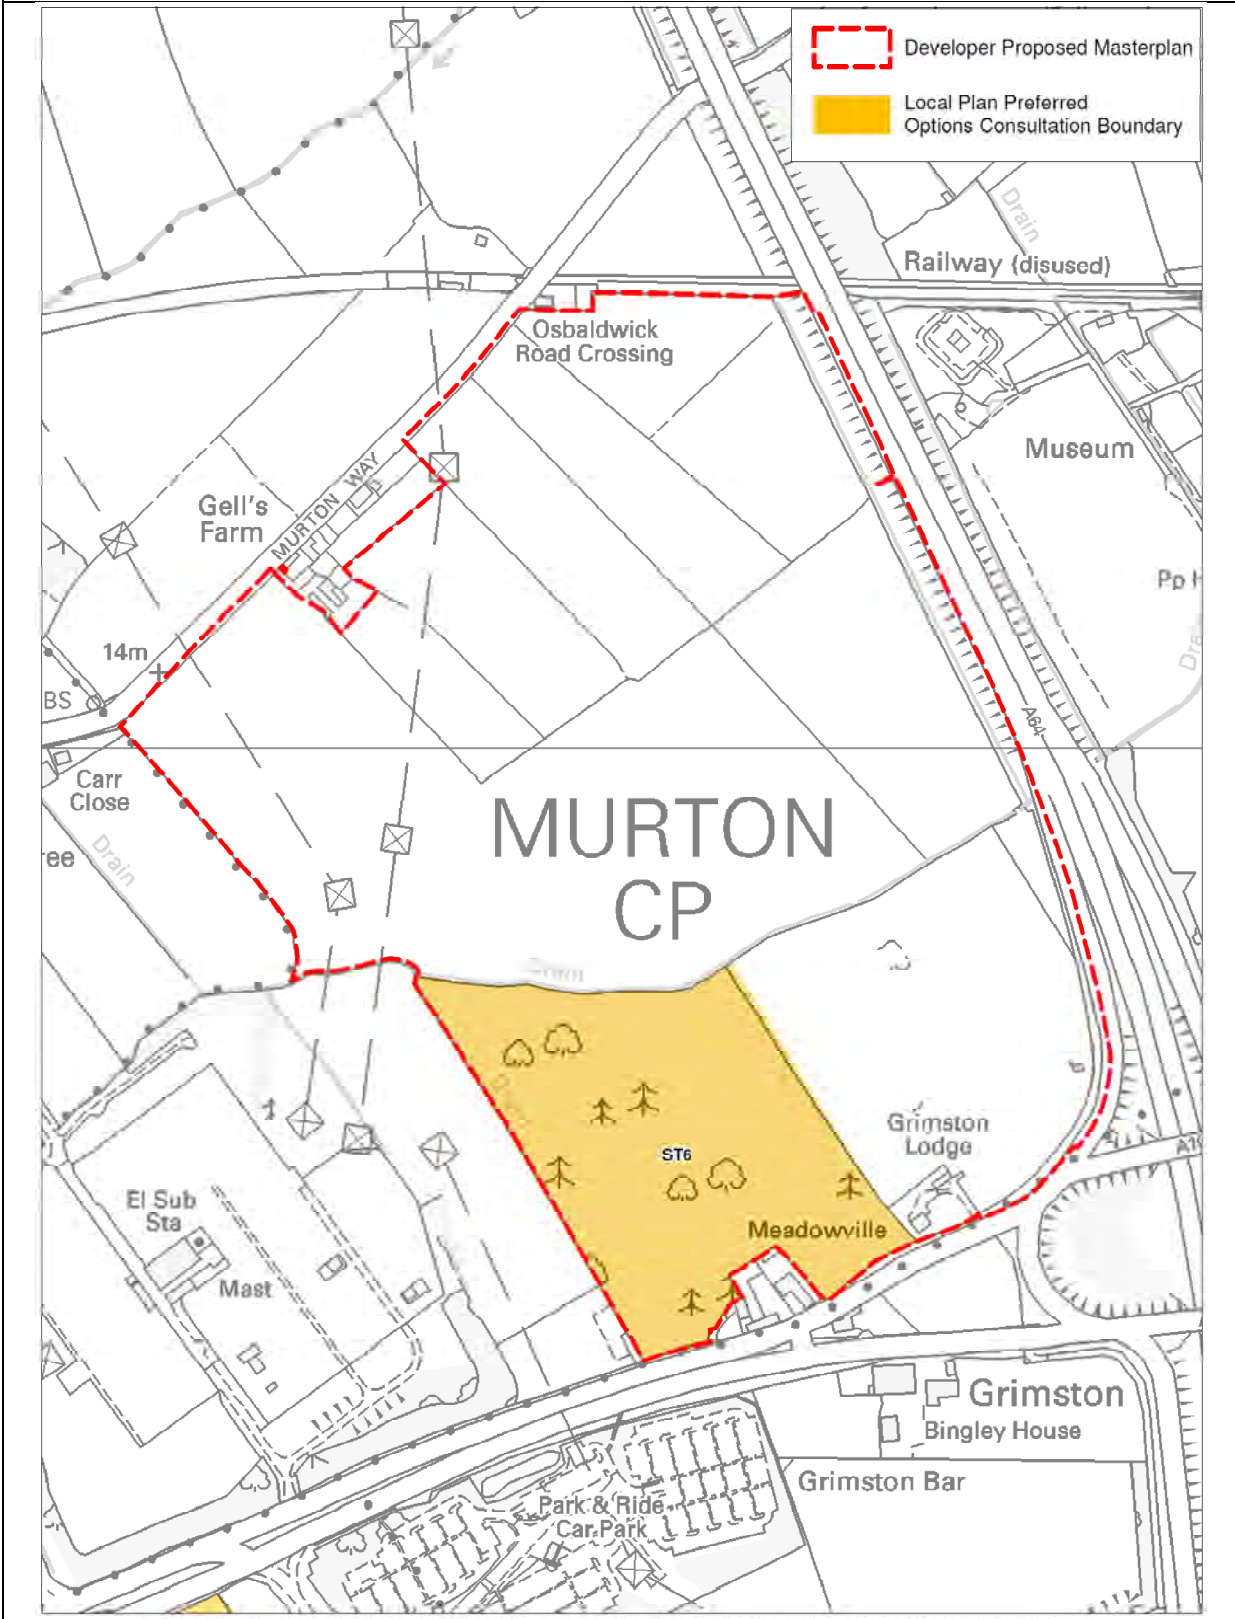 Developer Proposed Masterplan
Local Plan Preferred
Options Consultation Boundary
Drain
Railway (disused)
Osbaldwick
Road Crossing
Museum
Gell's
Farm
MURTON WAY
14m
BS
Carr
Close
Drain
A64
MURTON
CP
Grimston
Lodge
ST6
El Sub
Sta
Mast
Meadowville
Grimston
Bingley House
Grimston Bar
Park & Ride
Car Park